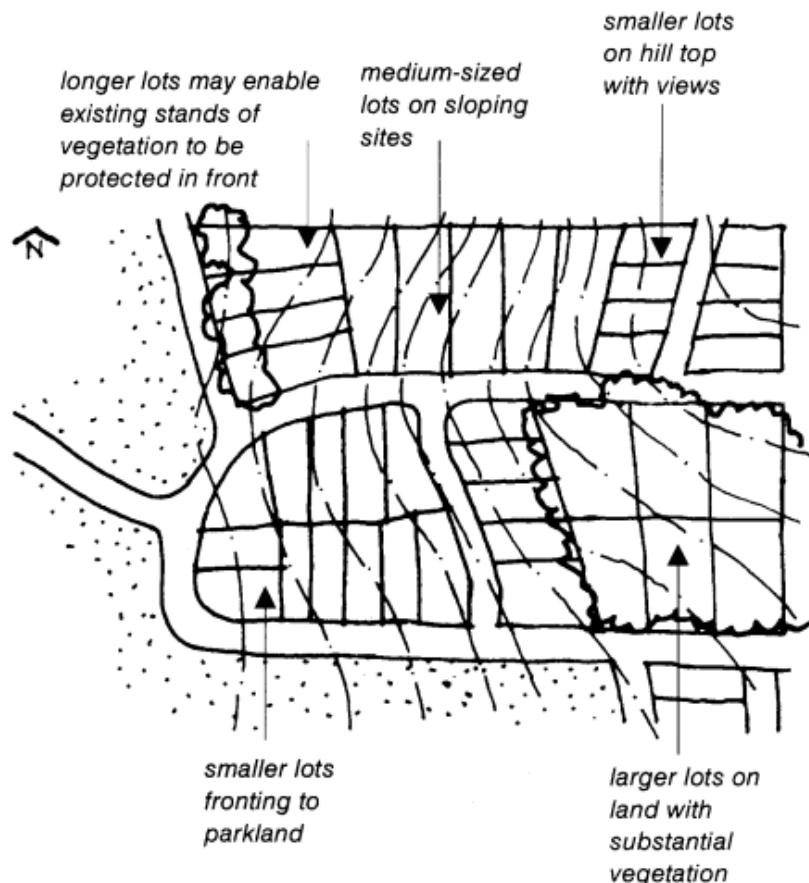 smaller lots
on hill top
with views
medium-sized
lots on sloping
sites
longer lots may enable
existing stands of
vegetation to be
protected in front
N
smaller lots
fronting to
parkland
larger lots on
land with
substantial
vegetation